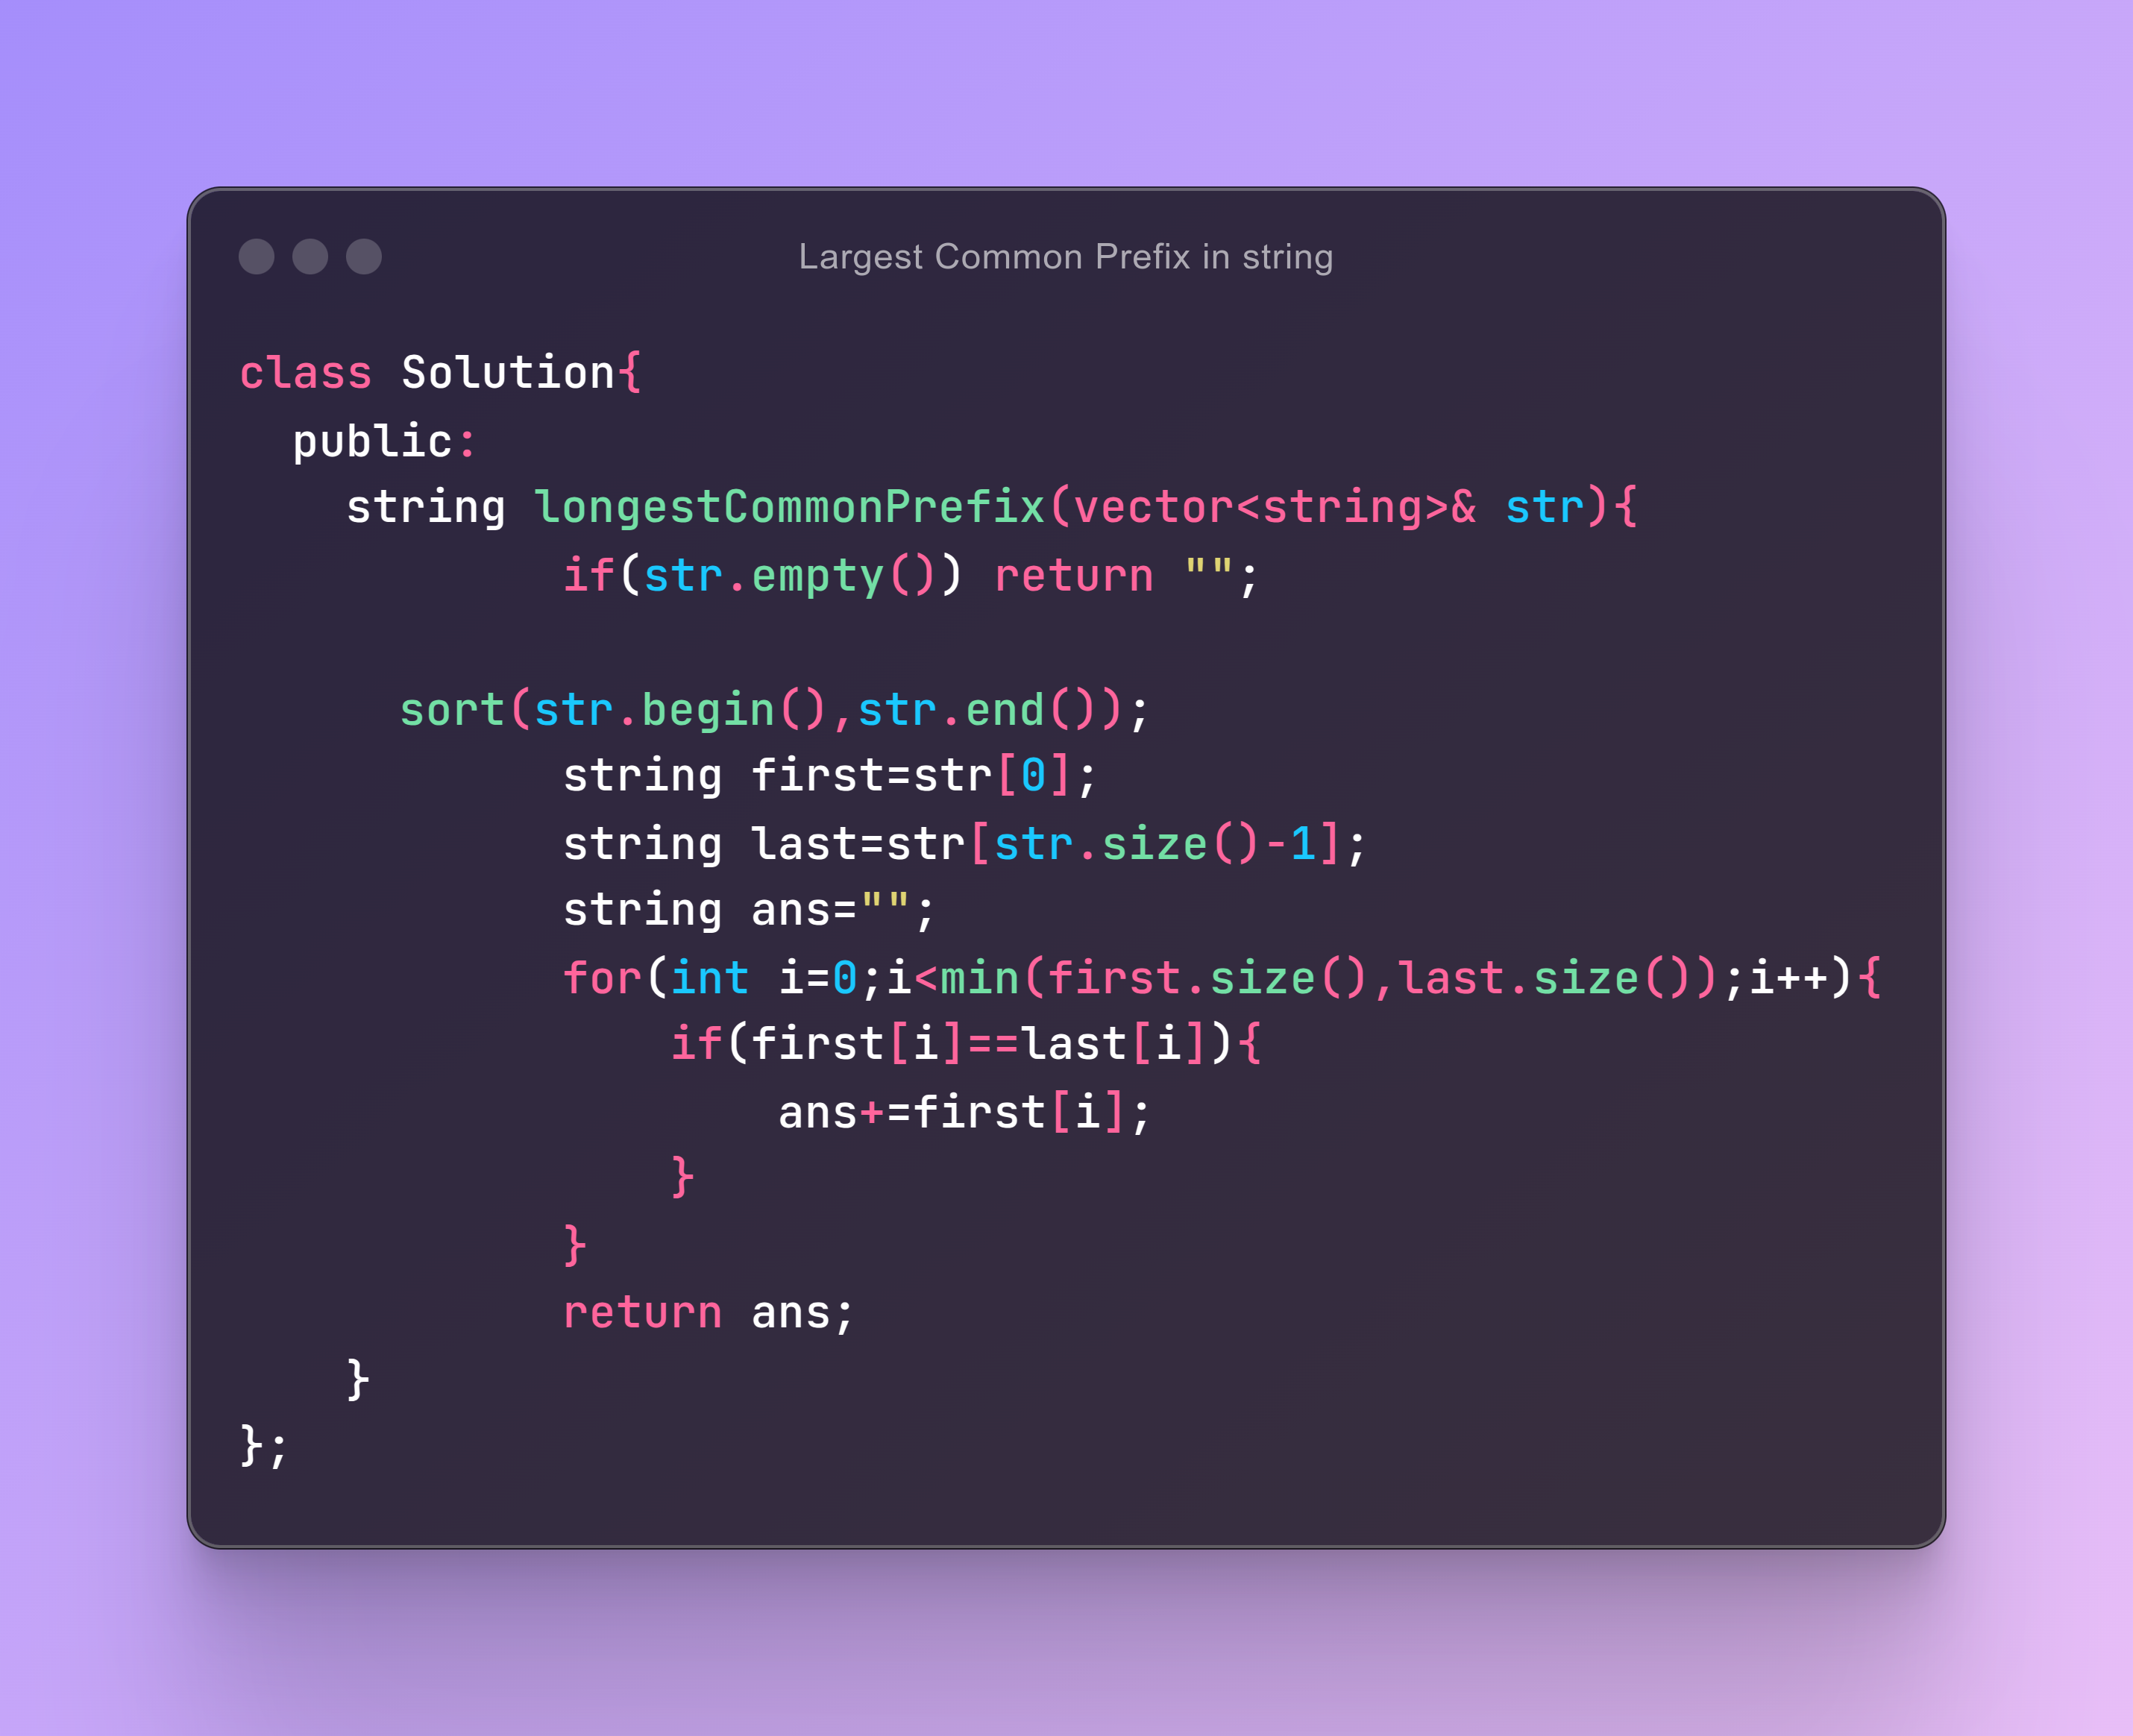 Largest Common Prefix in string
class Solution{
  public:
    string longestCommonPrefix(vector<string>& str){
            if(str.empty()) return "";

      sort(str.begin(),str.end());
            string first=str[0];
            string last=str[str.size()-1];
            string ans="";
            for(int i=0;i<min(first.size(),last.size());i++){
                if(first[i]==last[i]){
                    ans+=first[i];
                }
            }
            return ans;
    }
};